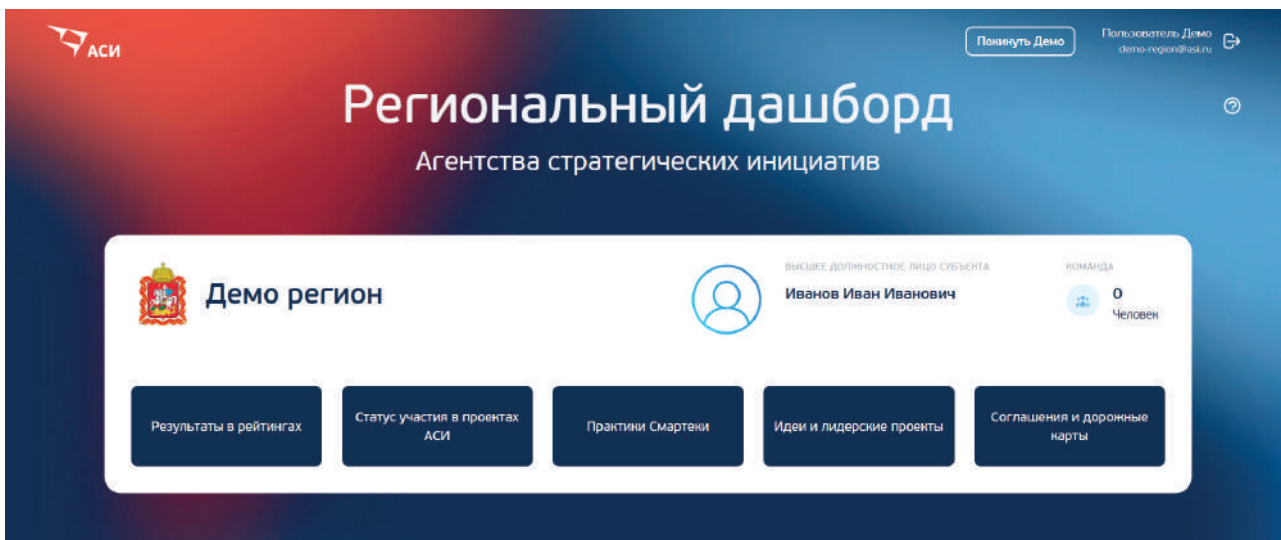 АСИ
Покинуть Демо
Пользователь Демо
demo-region@asi.ru
Региональный дашборд
Агентства стратегических инициатив
Демо регион
ВЫСШЕЕ ДОЛЖНОСТНОЕ ЛИЦО СУБЪЕКТА
Иванов Иван Иванович
КОМАНДА
0
Человек
Результаты в рейтингах
Статус участия в проектах
АСИ
Практики Смартеки
Идеи и лидерские проекты
Соглашения и дорожные
карты